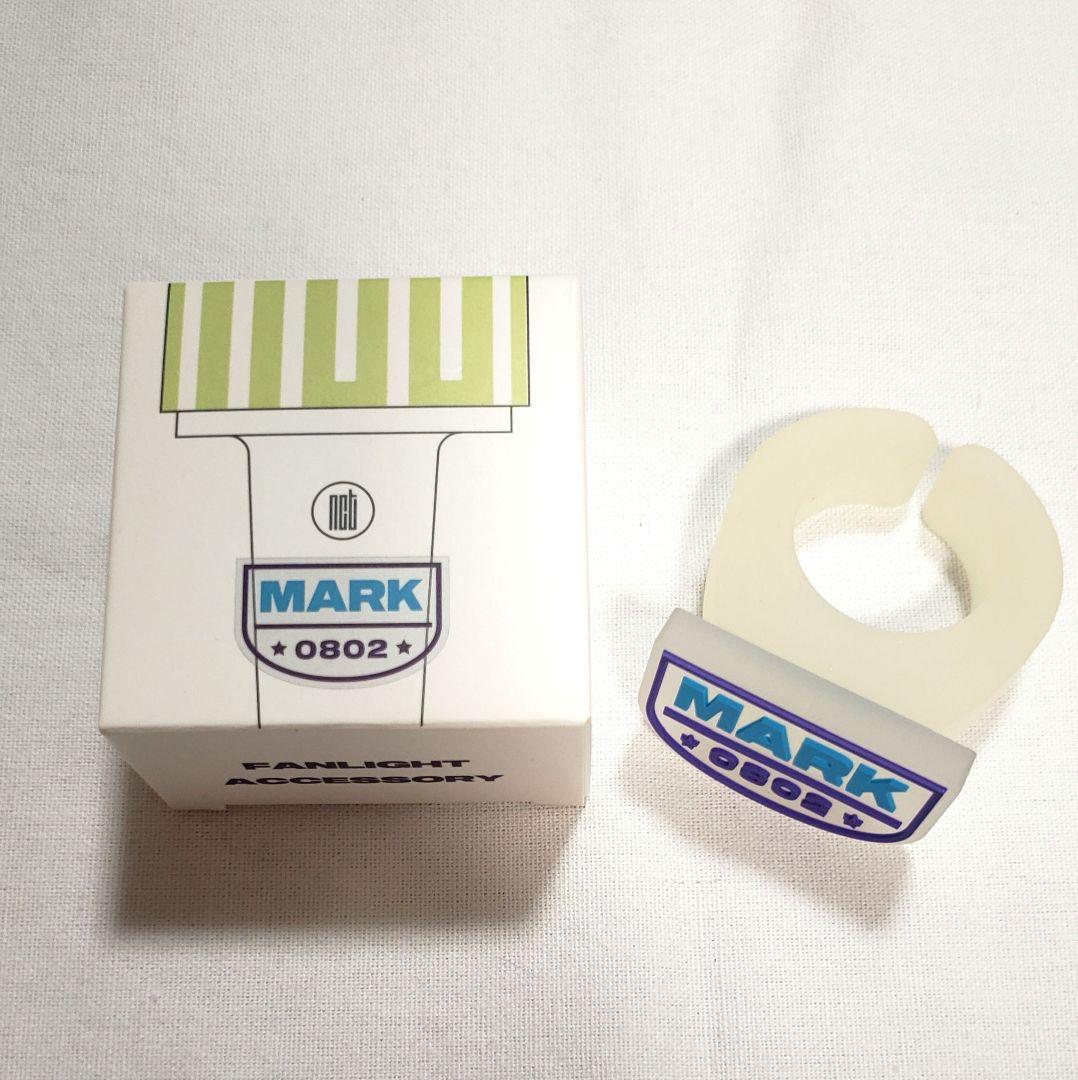 nct
MARK
★ 0802 ★
FANLIGHT
ACCESSORY
MARK
★ 0802 ★